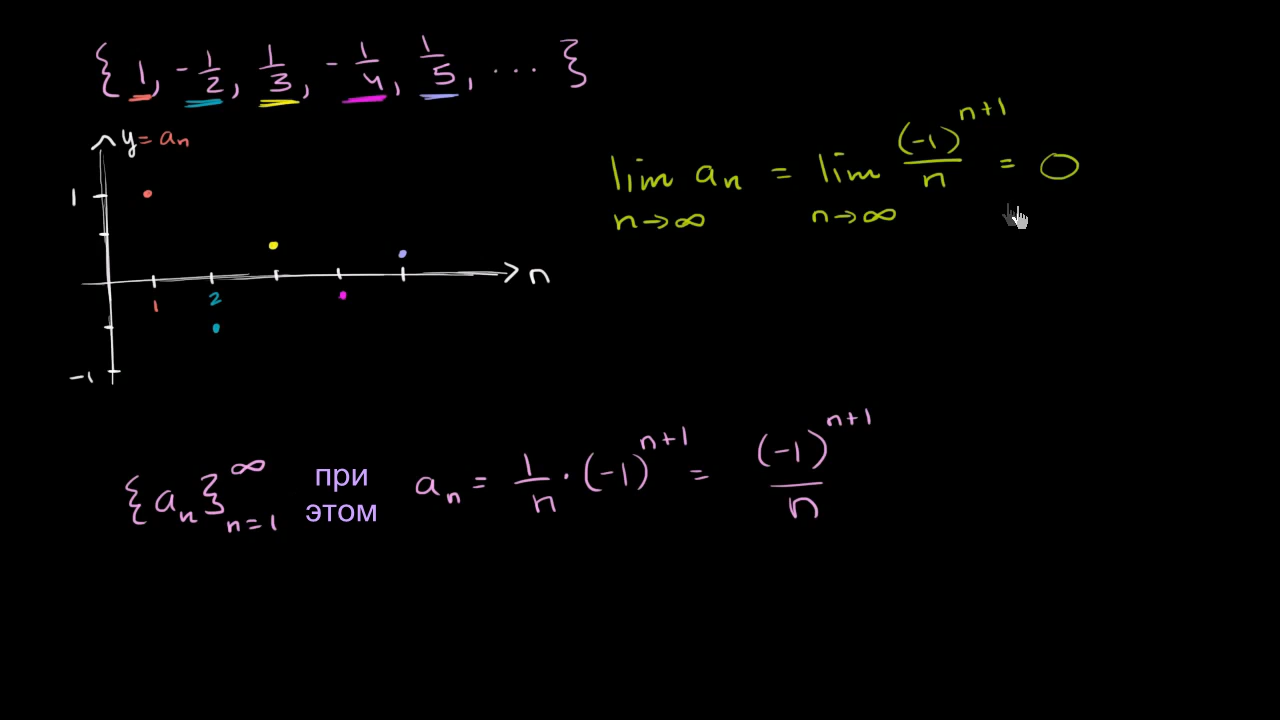 { 1, -1/2, 1/3, -1/4, 1/5, ... }
y = aₙ
1
-1
1 2
n
lim aₙ = lim (-1)ⁿ⁺¹/n = 0
n→∞ n→∞
{aₙ}∞ₙ₌₁ при этом aₙ = 1/n · (-1)ⁿ⁺¹ = (-1)ⁿ⁺¹/n